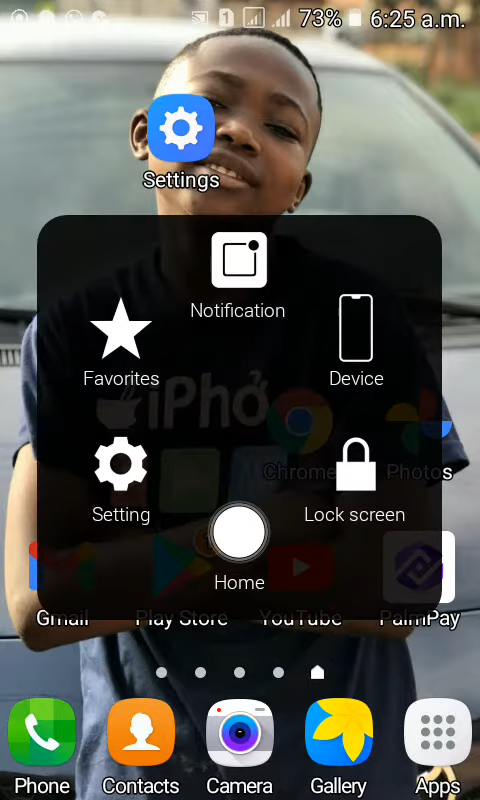 73% 6:25 a.m.
Settings
Notification
Favorites
Device
iPhở
Chrome
Photos
Setting
Lock screen
Home
Gmail
Play Store
YouTube
PalmPay
Phone
Contacts
Camera
Gallery
Apps